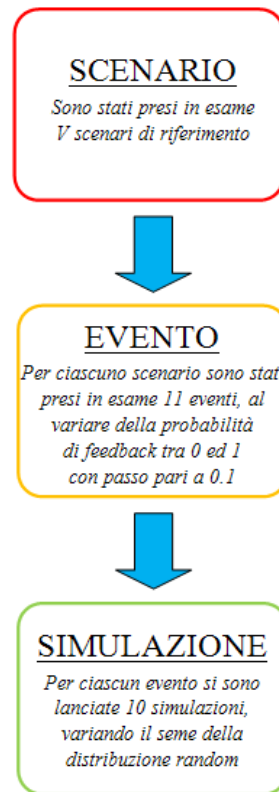 SCENARIO
Sono stati presi in esame
V scenari di riferimento
EVENTO
Per ciascuno scenario sono stat
presi in esame 11 eventi, al
variare della probabilità
di feedback tra 0 ed 1
con passo pari a 0.1
SIMULAZIONE
Per ciascun evento si sono
lanciate 10 simulazioni,
variando il seme della
distribuzione random